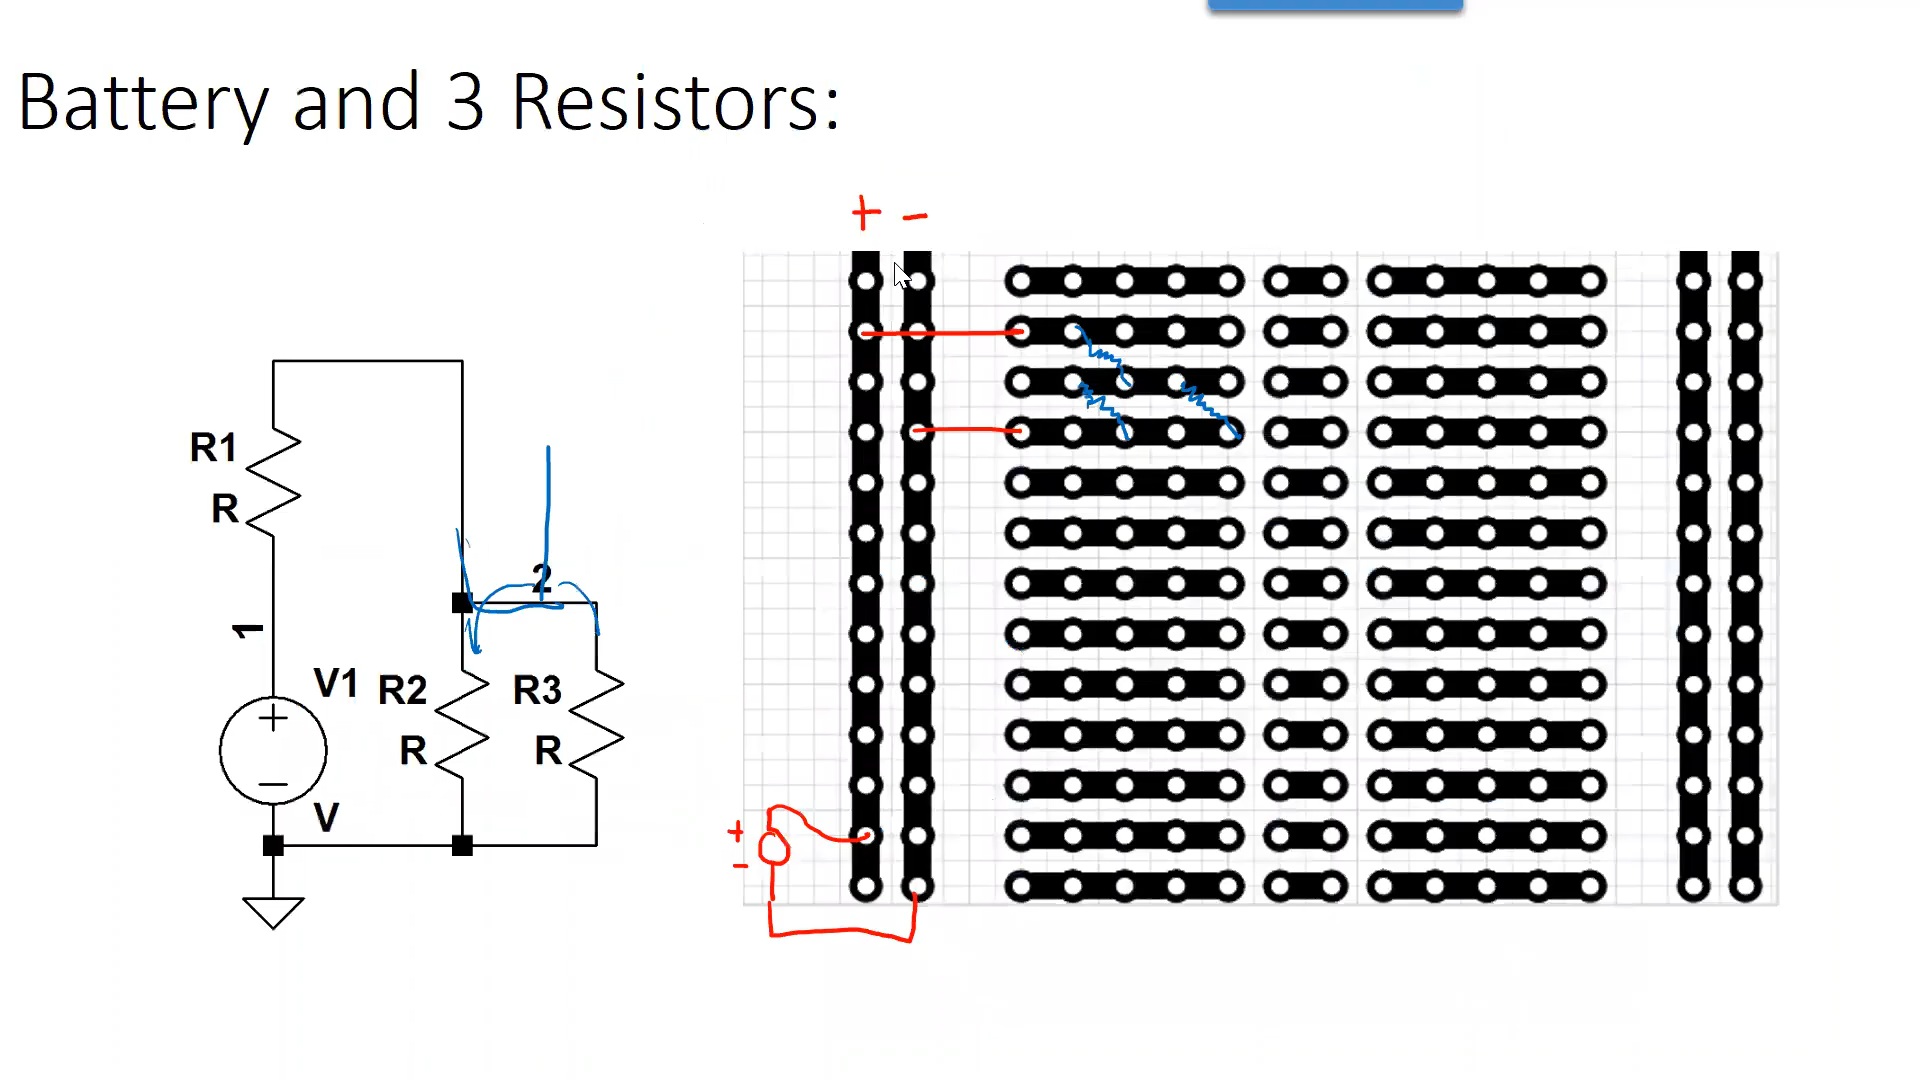 Battery and 3 Resistors:
+ -
R1
R
2
1
V1
R2
R3
+
R
R
−
V
+
-